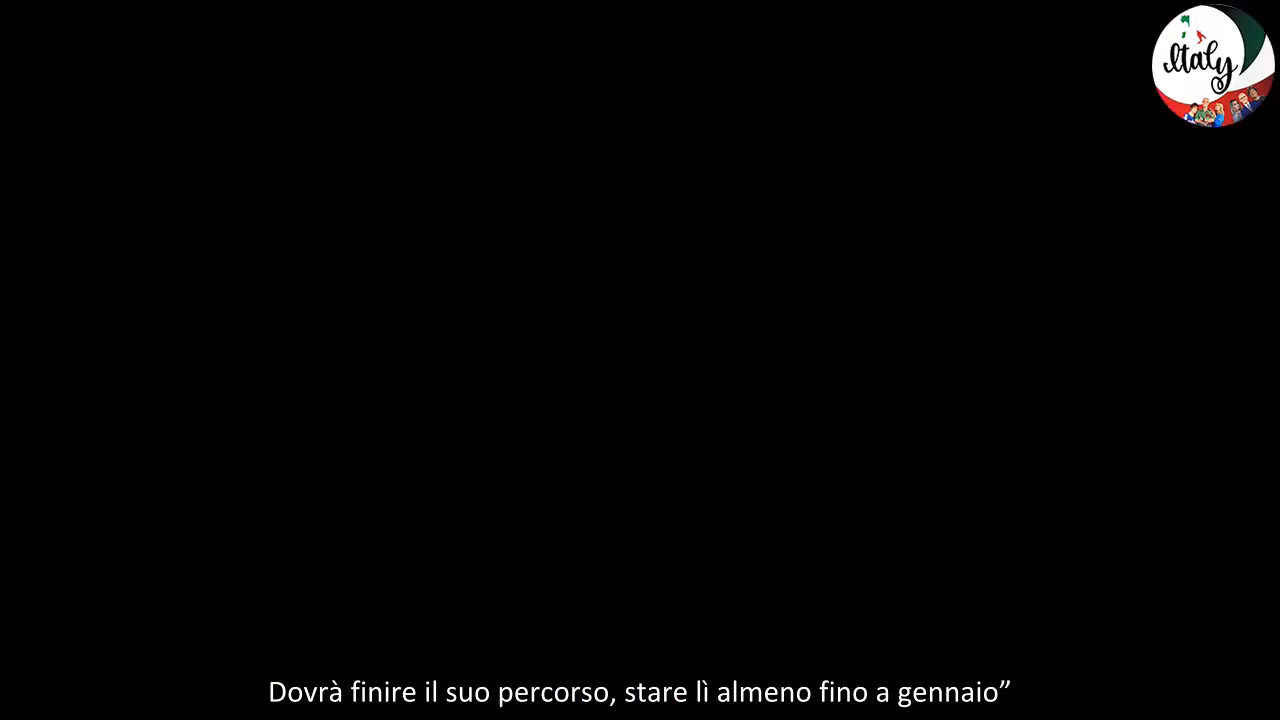 Italy
Dovrà finire il suo percorso, stare lì almeno fino a gennaio”